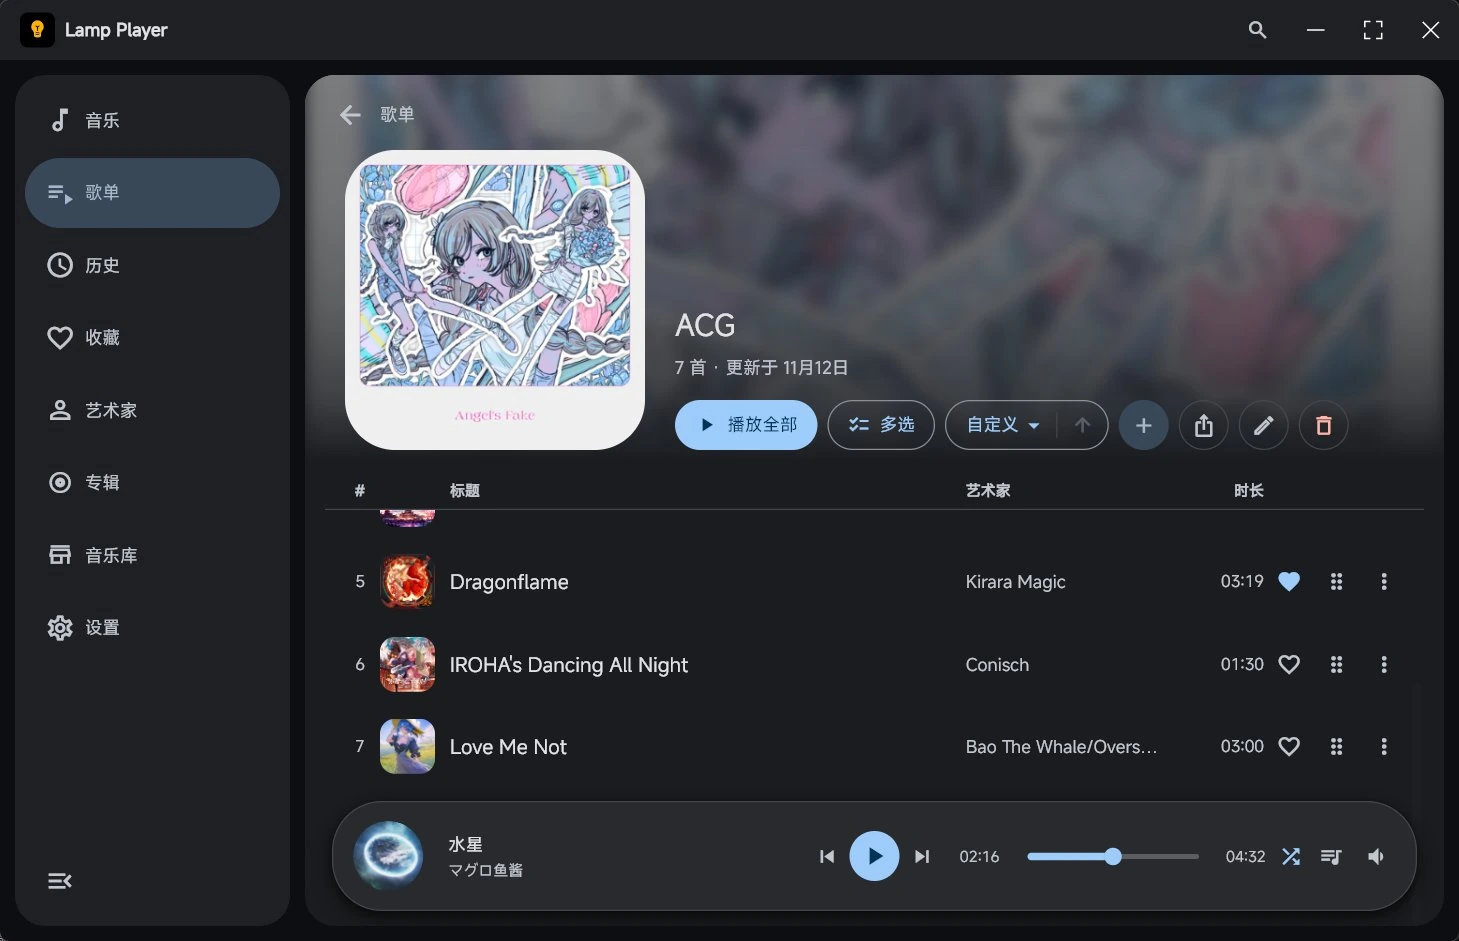 Lamp Player
音乐
歌单
历史
收藏
艺术家
专辑
音乐库
设置
歌单
Angel's Fake
ACG
7 首 · 更新于 11月12日
播放全部 多选 自定义
# 标题 艺术家 时长
5 Dragonflame Kirara Magic 03:19
6 IROHA's Dancing All Night Conisch 01:30
7 Love Me Not Bao The Whale/Overs... 03:00
水星
マグロ鱼酱
02:16 04:32